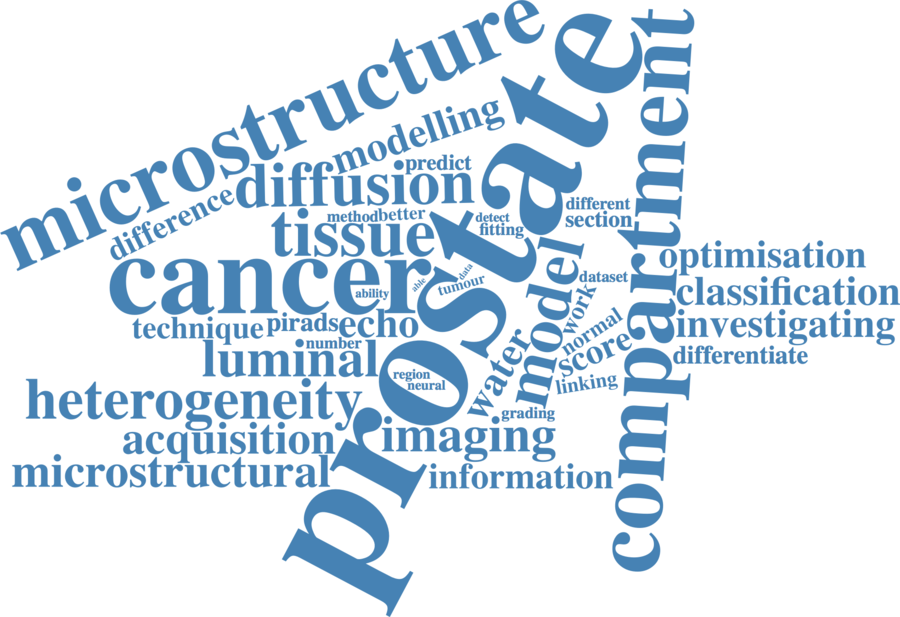 microstructure
prostate
compartment
modelling
predict
diffusion
difference
method
better
tissue
detect
fitting
different
section
cancer
able
data
tumour
ability
model
dataset
work
optimisation
classification
investigating
differentiate
technique
pirads
echo
number
normal
score
linking
luminal
region
neural
water
grading
heterogeneity
acquisition
imaging
microstructural
information